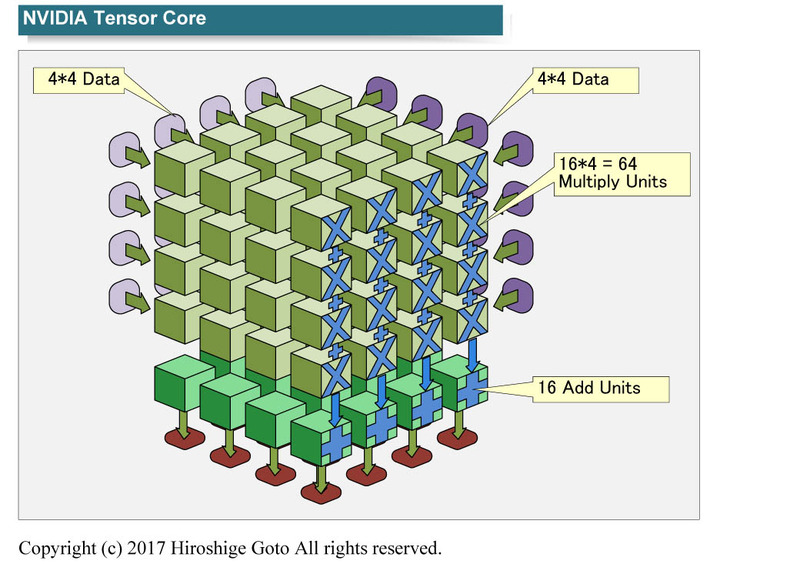 NVIDIA Tensor Core
4*4 Data
4*4 Data
16*4 = 64
Multiply Units
16 Add Units
Copyright (c) 2017 Hiroshige Goto All rights reserved.